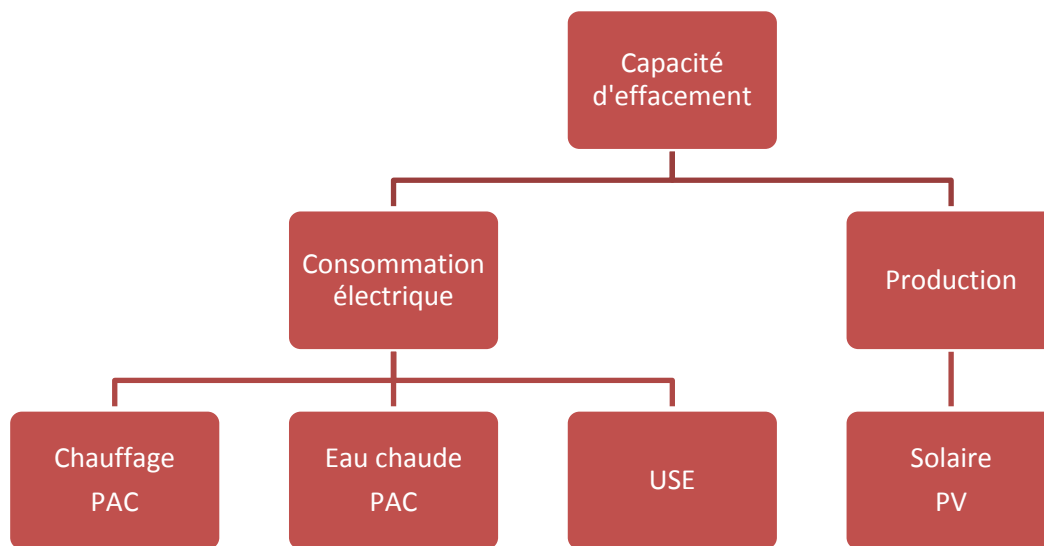 Capacité
d'effacement
Consommation
électrique
Production
Chauffage
PAC
Eau chaude
PAC
USE
Solaire
PV